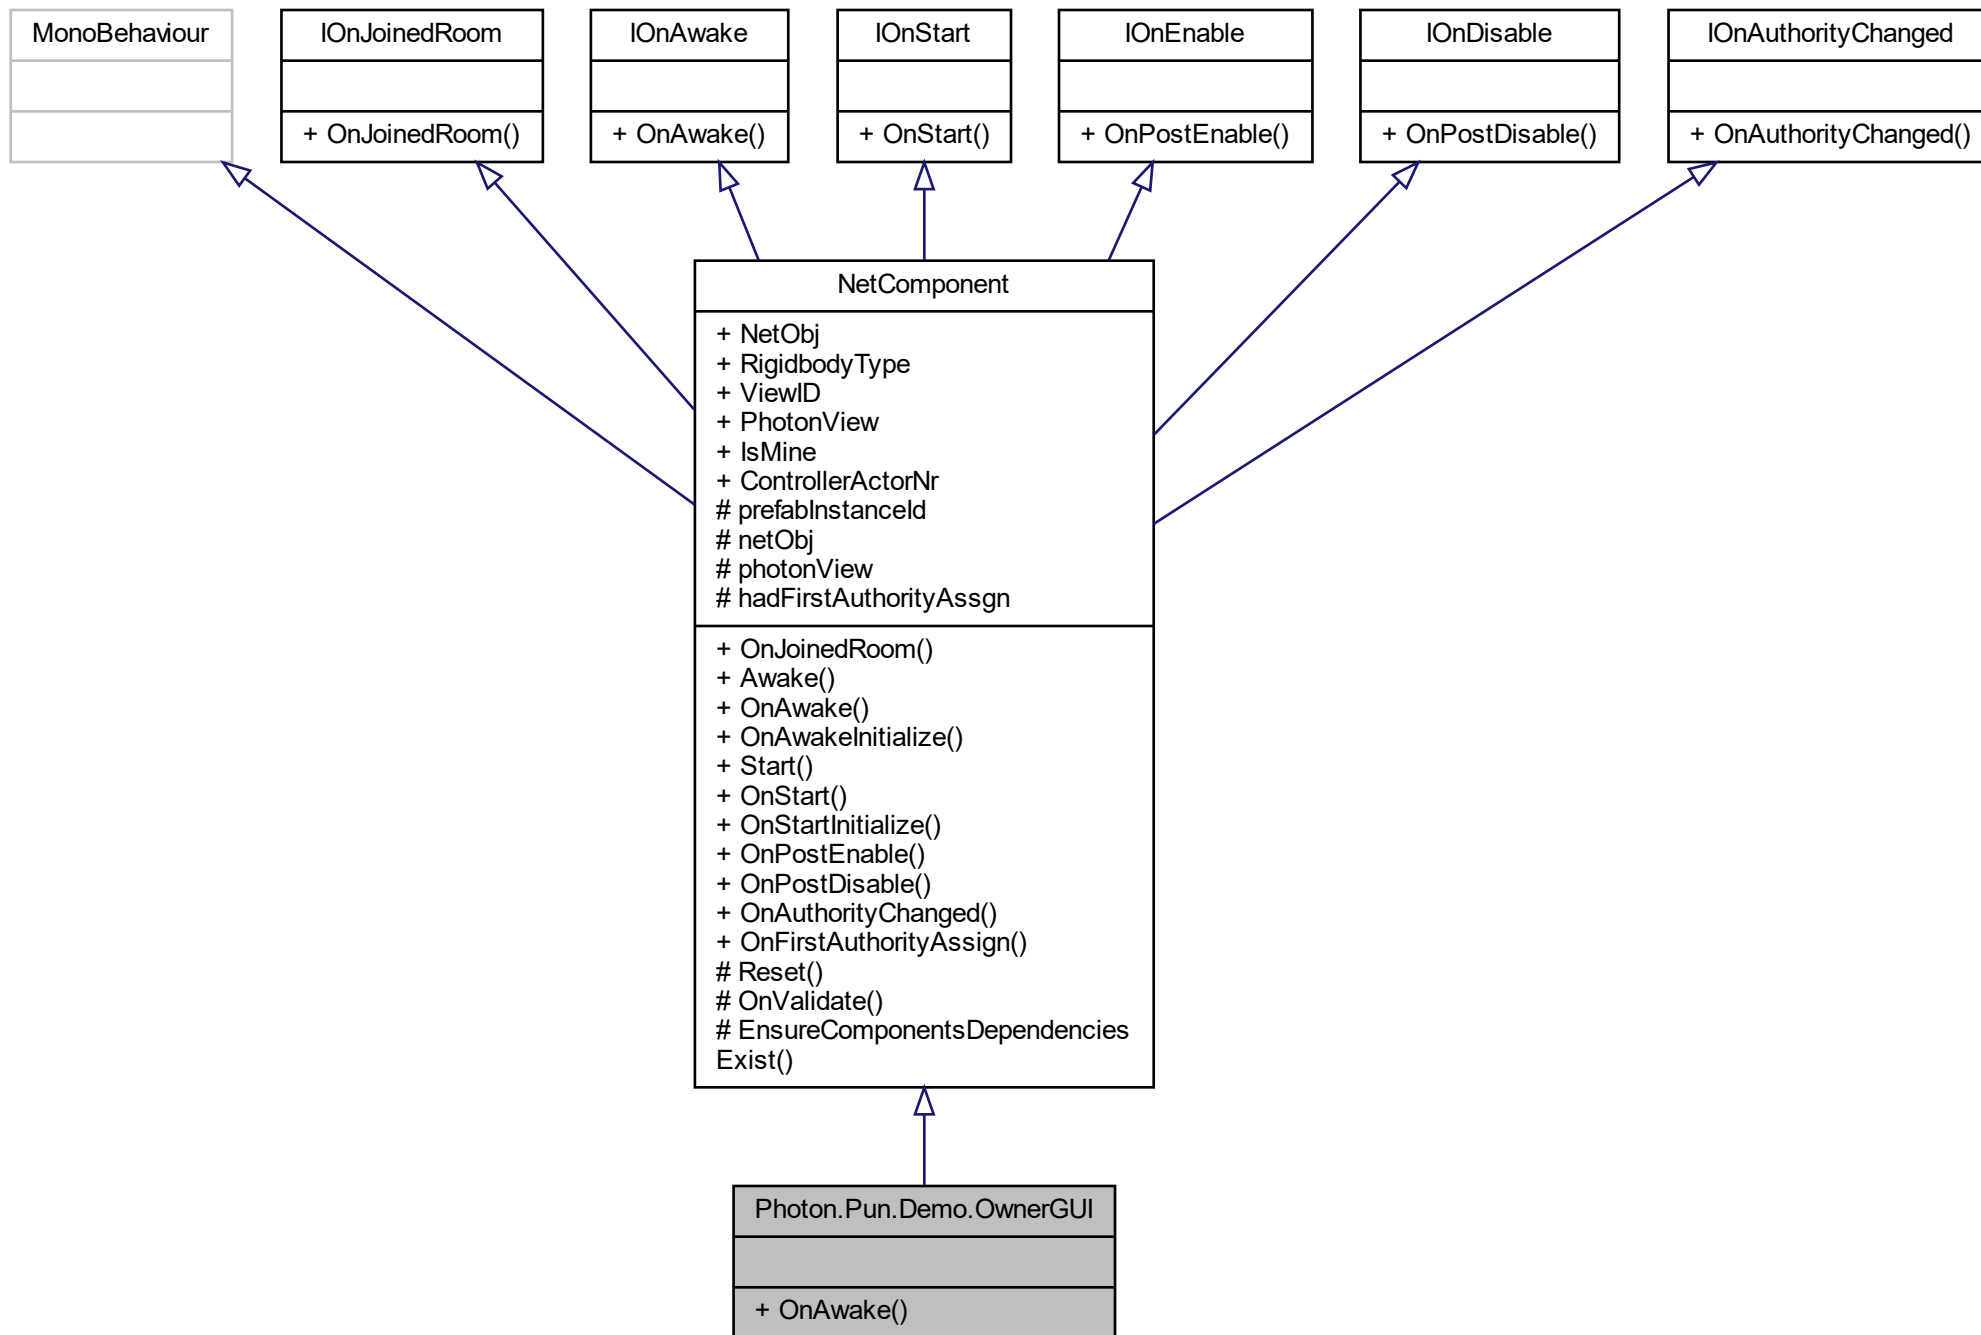 MonoBehaviour
IOnJoinedRoom
+ OnJoinedRoom()
IOnAwake
+ OnAwake()
IOnStart
+ OnStart()
IOnEnable
+ OnPostEnable()
IOnDisable
+ OnPostDisable()
IOnAuthorityChanged
+ OnAuthorityChanged()
NetComponent
+ NetObj
+ RigidbodyType
+ ViewID
+ PhotonView
+ IsMine
+ ControllerActorNr
# prefabInstanceId
# netObj
# photonView
# hadFirstAuthorityAssgn
+ OnJoinedRoom()
+ Awake()
+ OnAwake()
+ OnAwakeInitialize()
+ Start()
+ OnStart()
+ OnStartInitialize()
+ OnPostEnable()
+ OnPostDisable()
+ OnAuthorityChanged()
+ OnFirstAuthorityAssign()
# Reset()
# OnValidate()
# EnsureComponentsDependencies
Exist()
Photon.Pun.Demo.OwnerGUI
+ OnAwake()